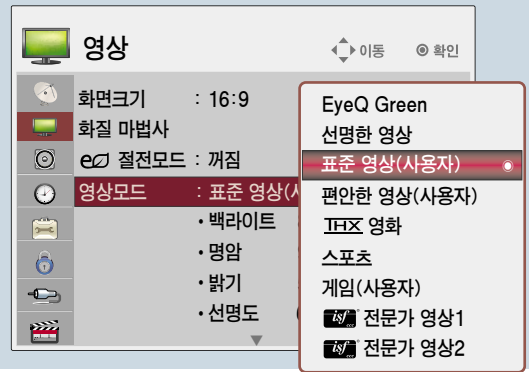 영상
이동 ◉ 확인
화면크기 : 16:9
화질 마법사
eco 절전모드 : 꺼짐
영상모드 : 표준 영상(사
• 백라이트
• 명암
• 밝기
• 선명도
EyeQ Green
선명한 영상
표준 영상(사용자)
편안한 영상(사용자)
THX 영화
스포츠
게임(사용자)
isf ccc 전문가 영상1
isf ccc 전문가 영상2